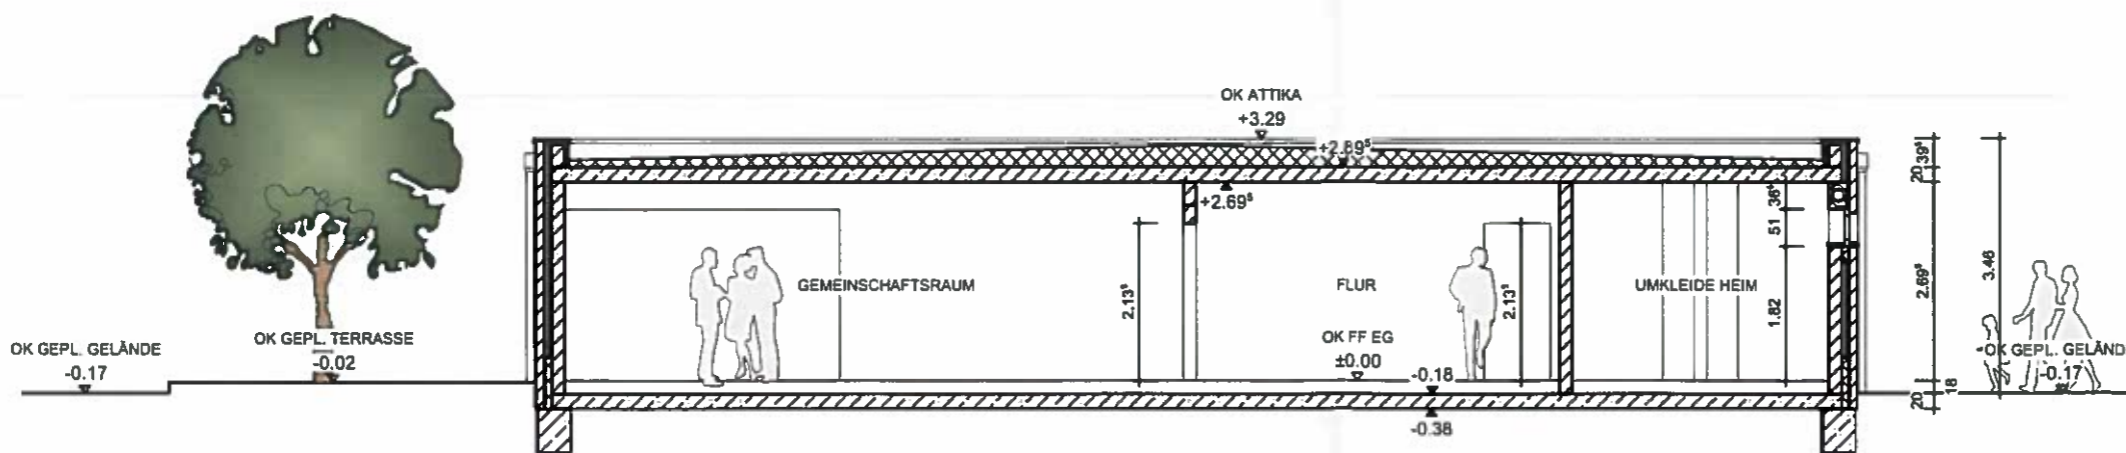 OK ATTIKA
+3.29
+2.89⁵
+2.69⁵
39⁵
20
36⁵
51
1.82
2.69⁵
3.46
2.13⁵
2.13⁵
GEMEINSCHAFTSRAUM
FLUR
UMKLEIDE HEIM
OK FF EG
±0.00
OK GEPL. GELÄNDE
-0.17
OK GEPL. TERRASSE
-0.02
-0.18
-0.38
OK GEPL. GELÄND
-0.17
18
20